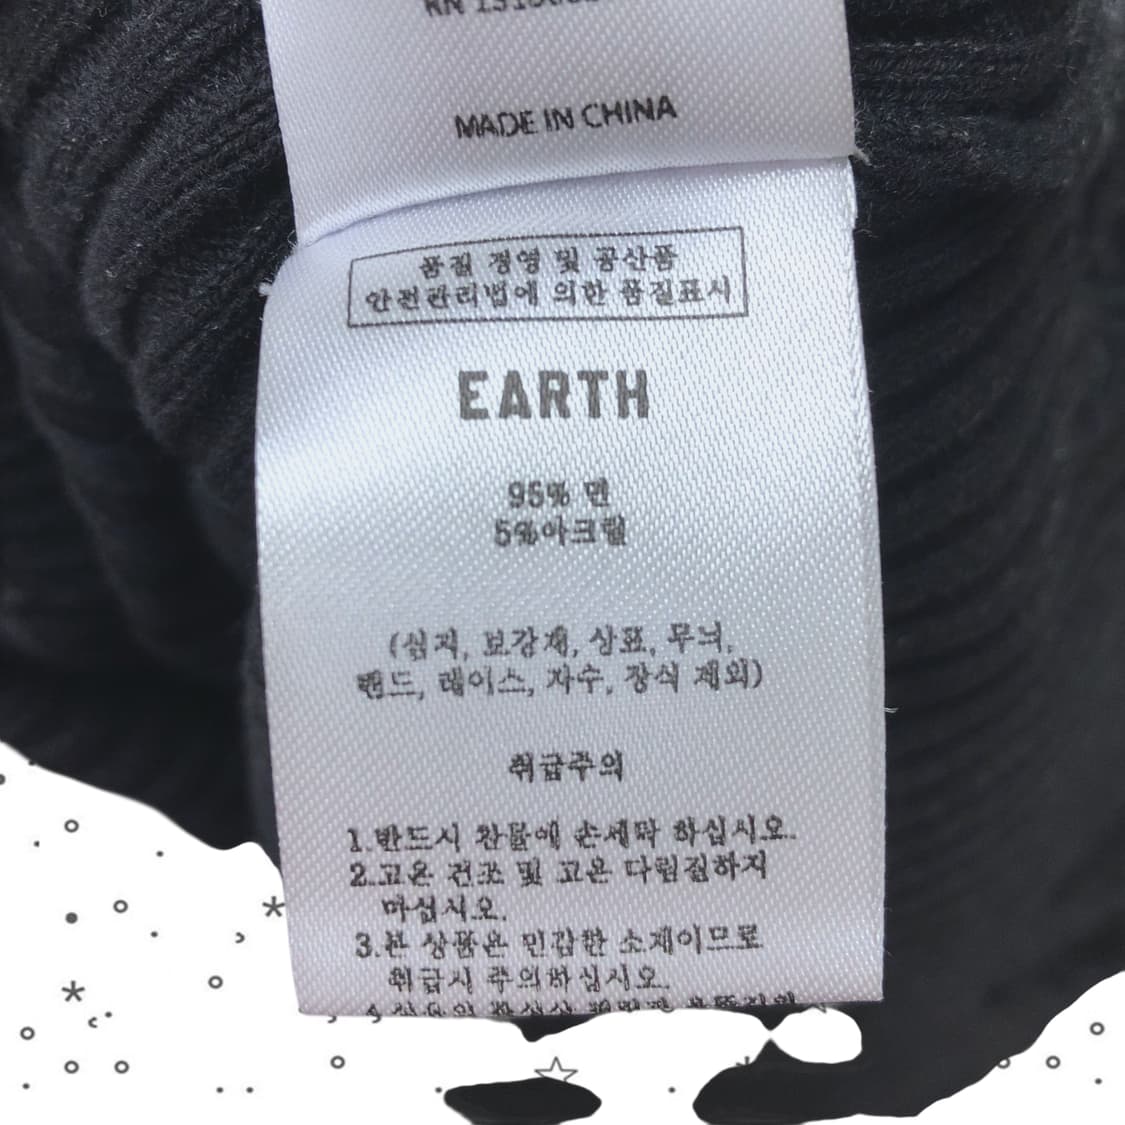 RN
MADE IN CHINA
품질 경영 및 공산품
안전관리법에 의한 품질표시
EARTH
95% 면
5%아크릴
(심지, 보강재, 상표, 무늬,
밴드, 레이스, 자수, 장식 제외)
취급주의
1.반드시 찬물에 손세탁 하십시오.
2.고온 건조 및 고온 다림질하지
마십시오.
3.본 상품은 민감한 소재이므로
취급시 주의하십시오.